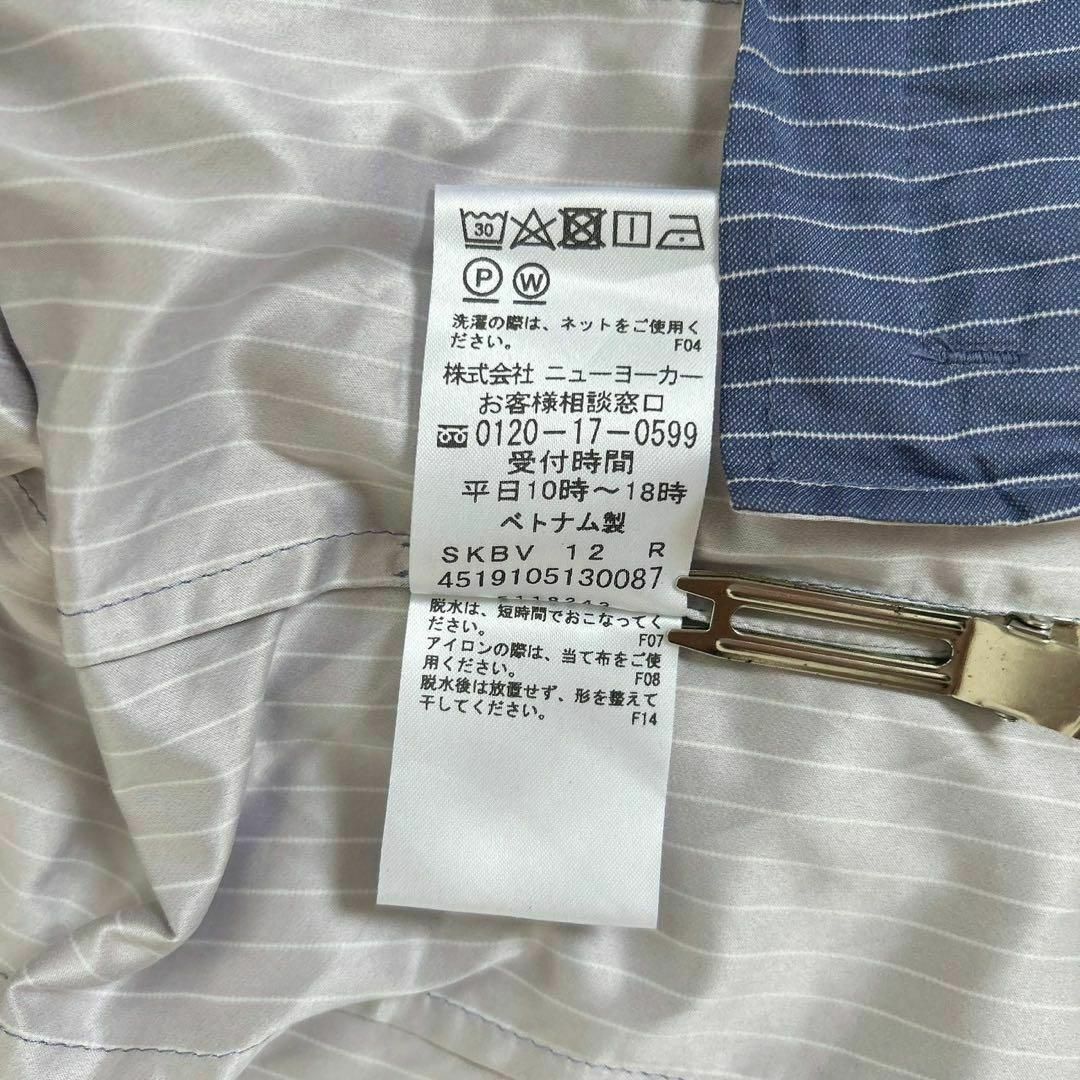 30
P W
洗濯の際は、ネットをご使用く
ださい。 F04
株式会社 ニューヨーカー
お客様相談窓口
0120-17-0599
受付時間
平日10時～18時
ベトナム製
SKBV 12 R
4519105130087
脱水は、短時間でおこなってく
ださい。 F07
アイロンの際は、当て布をご使
用ください。 F08
脱水後は放置せず、形を整えて
干してください。 F14